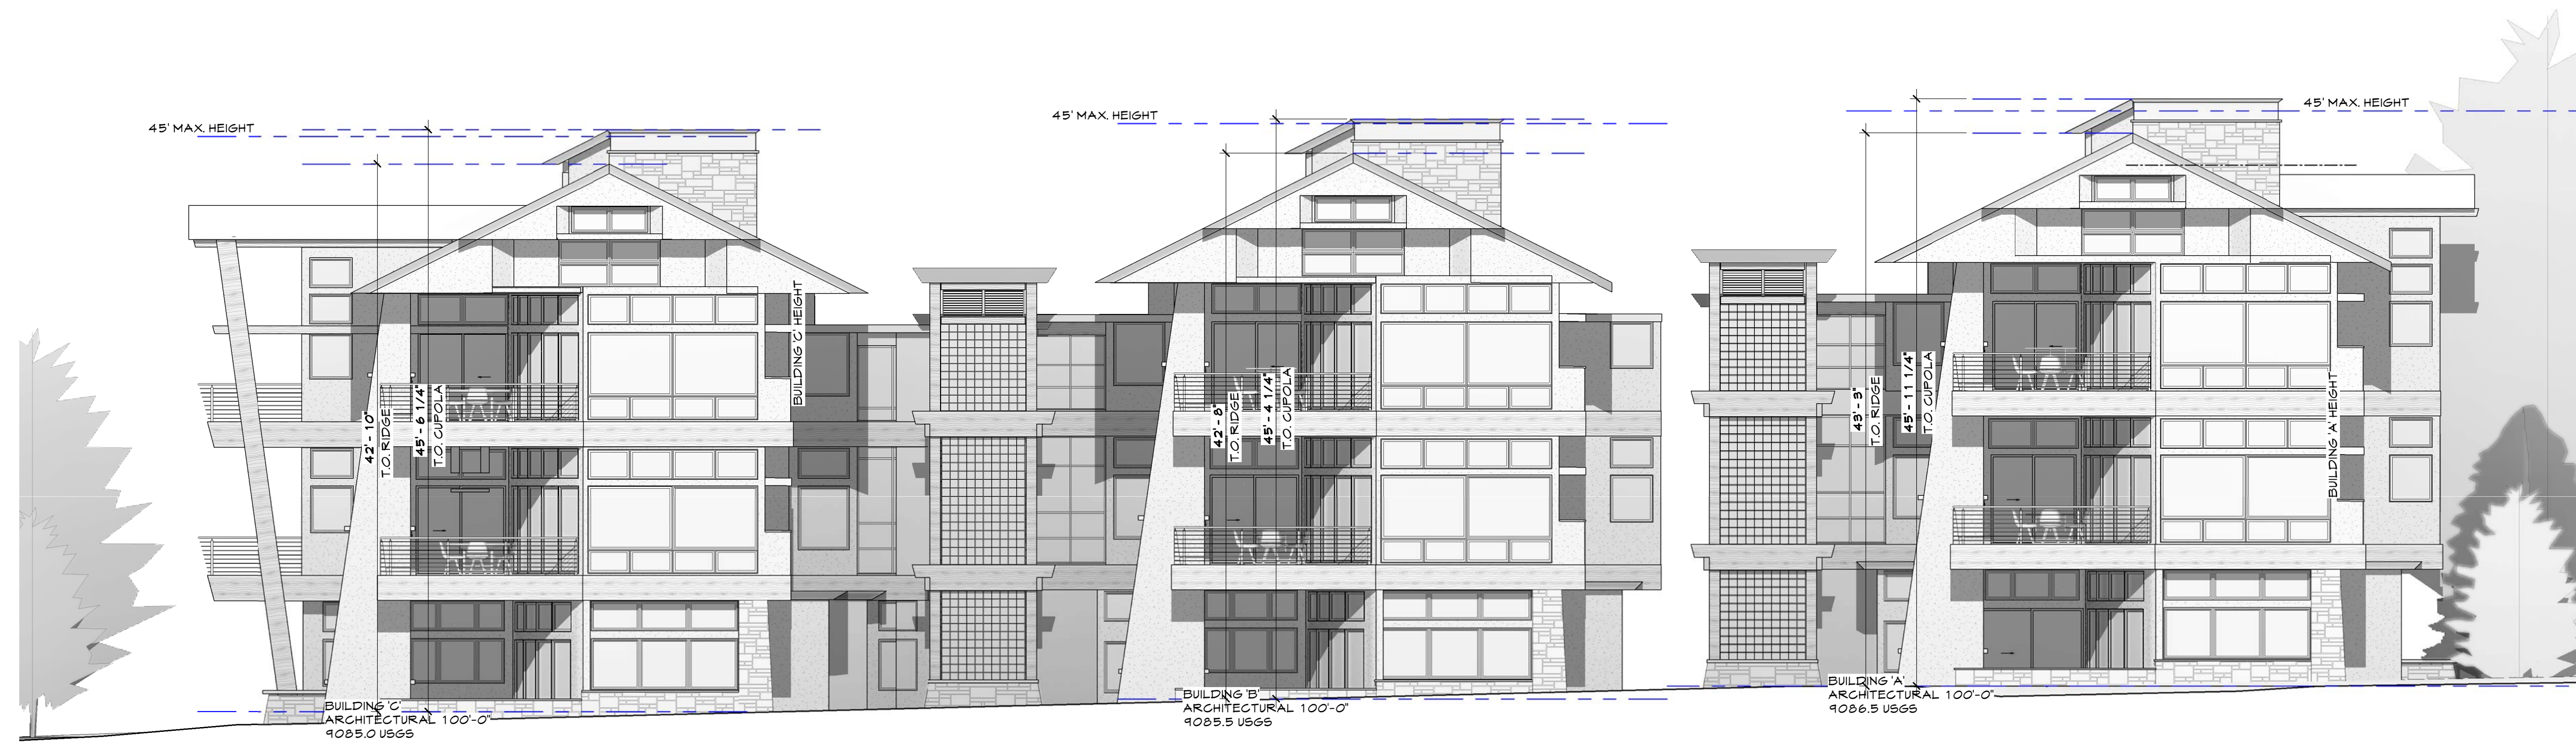 45' MAX. HEIGHT
42' - 10"
T.O. RIDGE
45' - 6 1/4"
T.O. CUPOLA
BUILDING 'C' HEIGHT
BUILDING 'C'
ARCHITECTURAL 100'-0"
9085.0 USGS
45' MAX. HEIGHT
42' - 8"
T.O. RIDGE
45' - 4 1/4"
T.O. CUPOLA
BUILDING 'B'
ARCHITECTURAL 100'-0"
9085.5 USGS
45' MAX. HEIGHT
43' - 3"
T.O. RIDGE
45' - 11 1/4"
T.O. CUPOLA
BUILDING 'A' HEIGHT
BUILDING 'A'
ARCHITECTURAL 100'-0"
9086.5 USGS